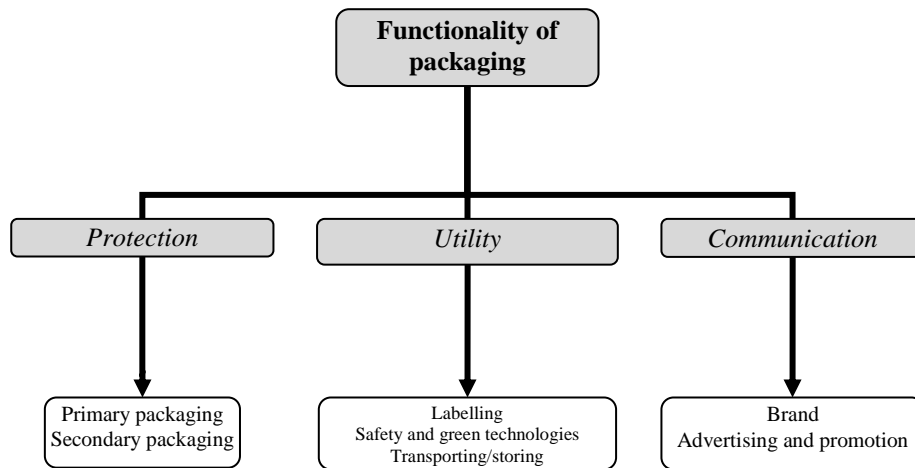 Functionality of
packaging
Protection
Utility
Communication
Primary packaging
Secondary packaging
Labelling
Safety and green technologies
Transporting/storing
Brand
Advertising and promotion